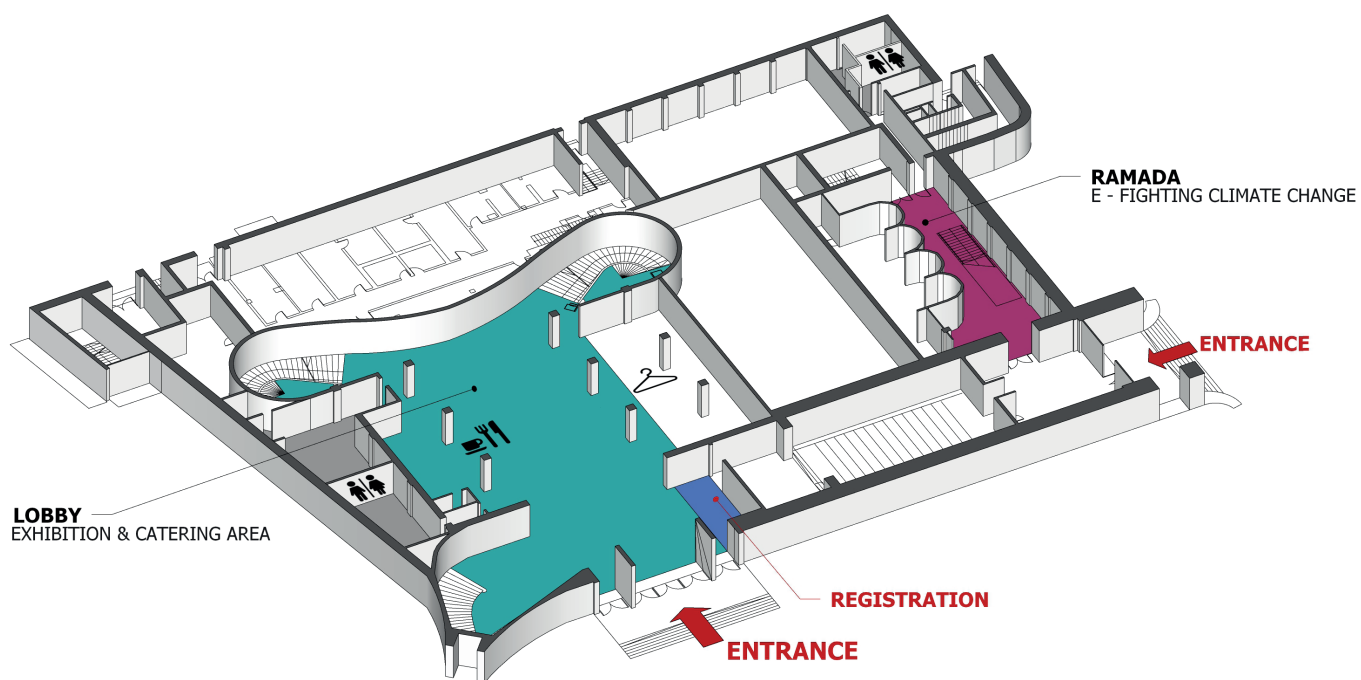 RAMADA
E - FIGHTING CLIMATE CHANGE
ENTRANCE
LOBBY
EXHIBITION & CATERING AREA
REGISTRATION
ENTRANCE